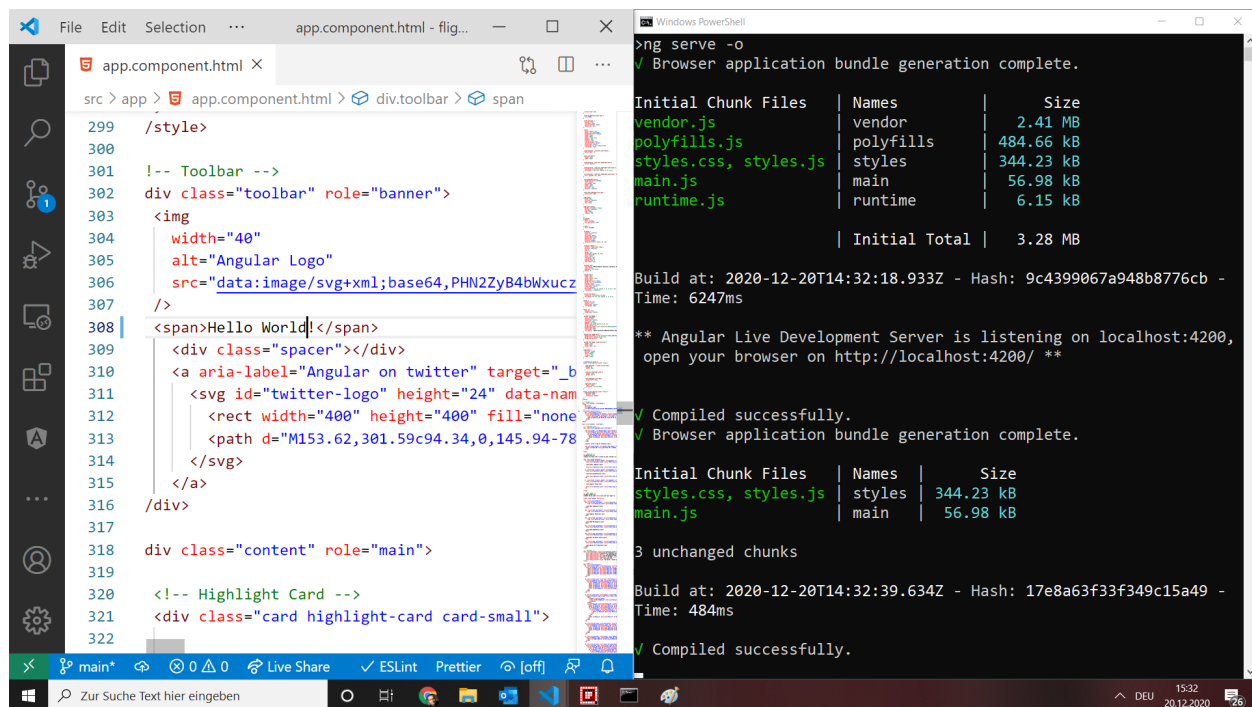 File Edit Selection ··· app.component.html - flig...
app.component.html
src > app > app.component.html > div.toolbar > span
299 /style>
300
301 !-- Toolbar -->
302 div class="toolbar" role="banner">
303 <img
304 width="40"
305 alt="Angular Logo"
306 src="data:image/svg+xml;base64,PHN2ZyB4bWxucz
307 />
308 <span>Hello World!</span>
309 <div class="spacer"></div>
310 <a aria-label="Angular on twitter" target="_b
311 <svg id="twitter-logo" height="24" data-nam
312 <rect width="400" height="400" fill="none
313 <path d="M153.62,301.59c94.34,0,145.94-78
314 </svg>
315 </a>
316 /div>
317
318 div class="content" role="main">
319
320 <!-- Highlight Card -->
321 <div class="card highlight-card card-small">
322
1
main* 0 0 Live Share ESLint Prettier [off]
Windows PowerShell
>ng serve -o
√ Browser application bundle generation complete.
Initial Chunk Files | Names | Size
vendor.js | vendor | 2.41 MB
polyfills.js | polyfills | 484.66 kB
styles.css, styles.js | styles | 344.23 kB
main.js | main | 56.98 kB
runtime.js | runtime | 6.15 kB
| Initial Total | 3.28 MB
Build at: 2020-12-20T14:32:18.933Z - Hash: 9c4399067a948b8776cb -
Time: 6247ms
** Angular Live Development Server is listening on localhost:4200,
open your browser on http://localhost:4200/ **
√ Compiled successfully.
√ Browser application bundle generation complete.
Initial Chunk Files | Names | Size
styles.css, styles.js | styles | 344.23 kB
main.js | main | 56.98 kB
3 unchanged chunks
Build at: 2020-12-20T14:32:39.634Z - Hash: 17e8a63f33f349c15a49 -
Time: 484ms
√ Compiled successfully.
Zur Suche Text hier eingeben
DEU
15:32
20.12.2020
26